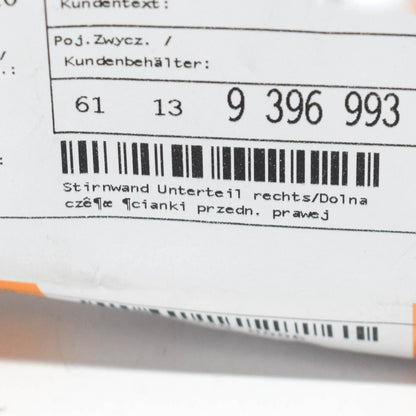 Kundentext:
Poj.Zwycz. /
Kundenbehälter:
61 13 9 396 993
Stirnwand Unterteil rechts/Dolna
czê¶œ ¶cianki przedn. prawej